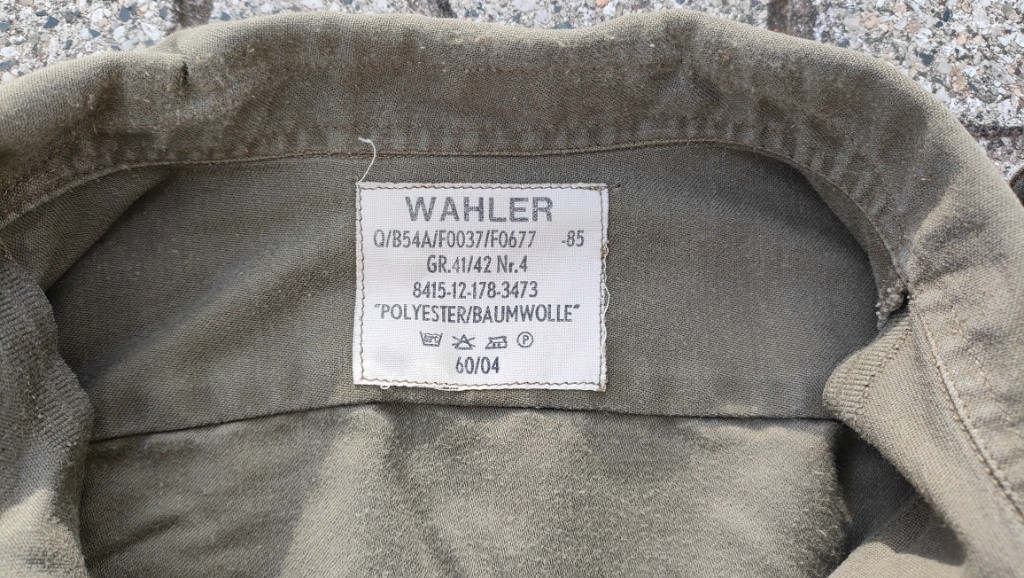 WAHLER
Q/B54A/F0037/F0677 -85
GR.41/42 Nr.4
8415-12-178-3473
"POLYESTER/BAUMWOLLE"
P
60/04